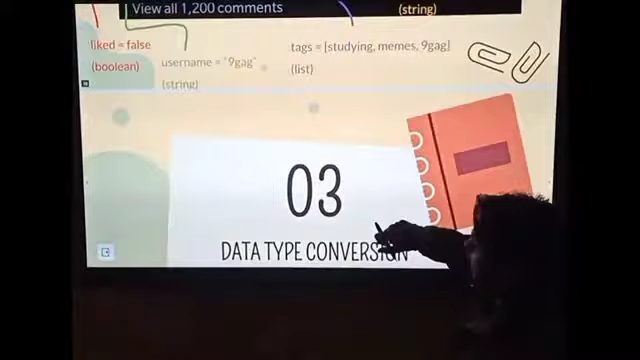 View all 1,200 comments
(string)
liked = false
(boolean)
username = "9gag"
(string)
tags = [studying, memes, 9gag]
(list)
03
DATA TYPE CONVERSION